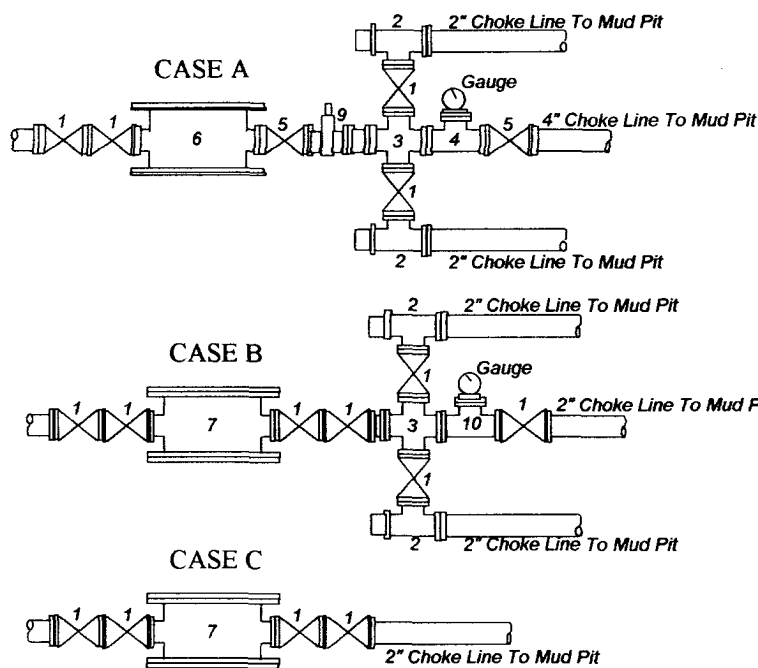 2
2" Choke Line To Mud Pit
CASE A
Gauge
1
1 1
9
6
5
3
4
5
4" Choke Line To Mud Pit
1
2
2" Choke Line To Mud Pit
2
2" Choke Line To Mud Pit
CASE B
Gauge
1
1 1
7
1 1
3
10
1
2" Choke Line To Mud P
1
2
2" Choke Line To Mud Pit
CASE C
1 1
7
1 1
2" Choke Line To Mud Pit